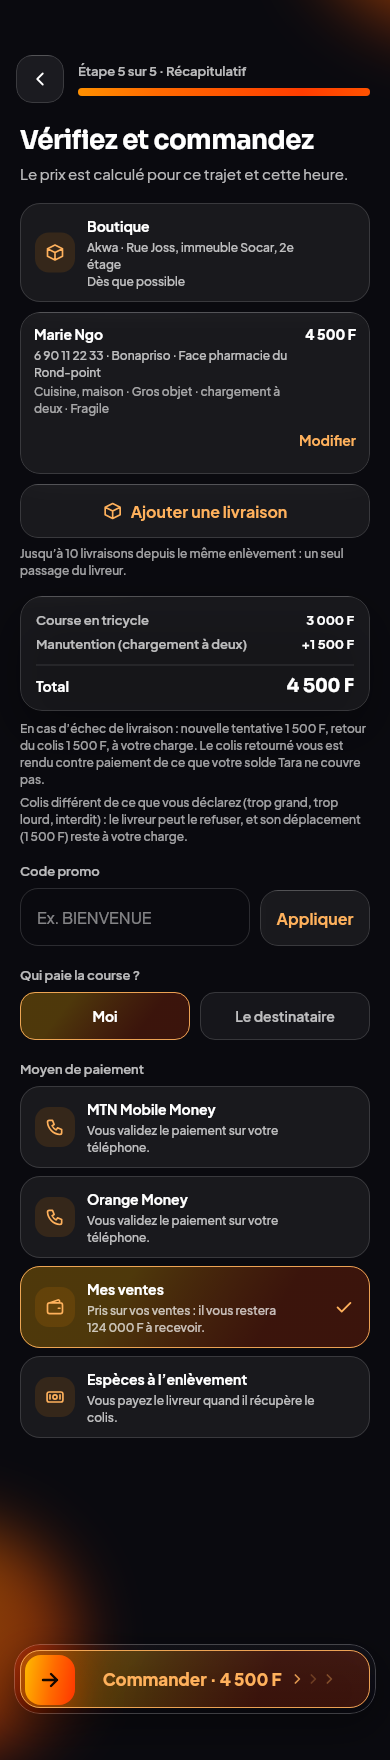 Étape 5 sur 5 · Récapitulatif
Vérifiez et commandez
Le prix est calculé pour ce trajet et cette heure.
Boutique
Akwa · Rue Joss, immeuble Socar, 2e
étage
Dès que possible
Marie Ngo
4 500 F
6 90 11 22 33 · Bonapriso · Face pharmacie du
Rond-point
Cuisine, maison · Gros objet · chargement à
deux · Fragile
Modifier
Ajouter une livraison
Jusqu'à 10 livraisons depuis le même enlèvement : un seul
passage du livreur.
Course en tricycle 3 000 F
Manutention (chargement à deux) +1 500 F
Total 4 500 F
En cas d'échec de livraison : nouvelle tentative 1 500 F, retour
du colis 1 500 F, à votre charge. Le colis retourné vous est
rendu contre paiement de ce que votre solde Tara ne couvre
pas.
Colis différent de ce que vous déclarez (trop grand, trop
lourd, interdit) : le livreur peut le refuser, et son déplacement
(1 500 F) reste à votre charge.
Code promo
Ex. BIENVENUE
Appliquer
Qui paie la course ?
Moi
Le destinataire
Moyen de paiement
MTN Mobile Money
Vous validez le paiement sur votre
téléphone.
Orange Money
Vous validez le paiement sur votre
téléphone.
Mes ventes
Pris sur vos ventes : il vous restera
124 000 F à recevoir.
Espèces à l'enlèvement
Vous payez le livreur quand il récupère le
colis.
Commander · 4 500 F